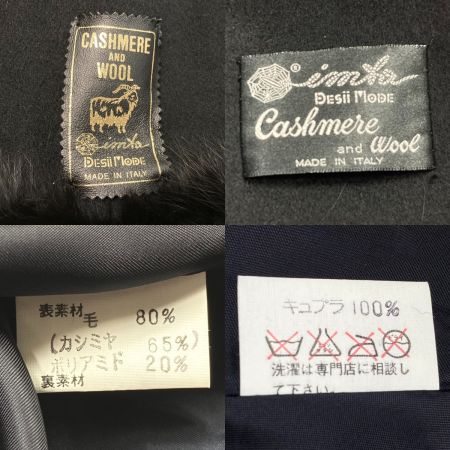 CASHMERE
AND
WOOL
imka
DESII MODE
MADE IN ITALY
imka
DESII MODE
Cashmere
and Wool
MADE IN ITALY
表素材
毛 80%
(カシミヤ 65%)
ポリアミド 20%
裏素材
キュプラ 100%
洗濯は専門店に相談し
て下さい。